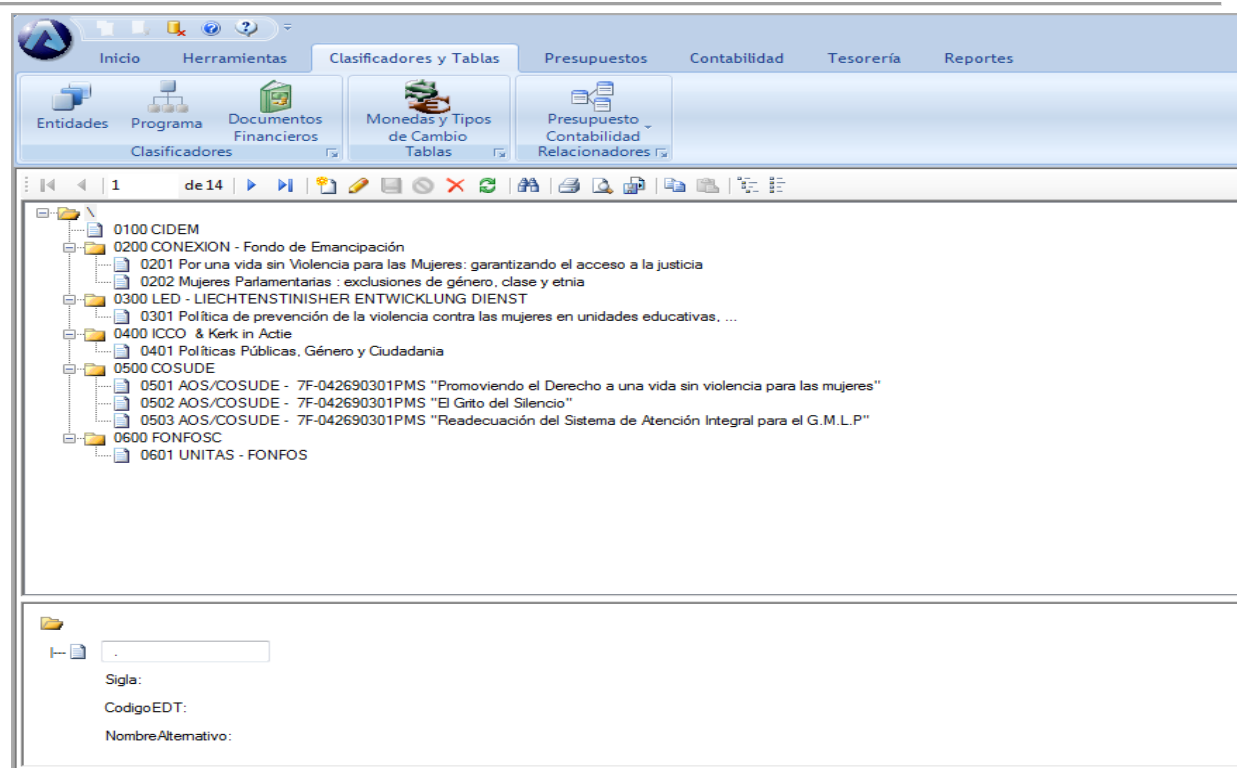 Inicio Herramientas Clasificadores y Tablas Presupuestos Contabilidad Tesorería Reportes
Entidades Programa Documentos Financieros Monedas y Tipos de Cambio Presupuesto Contabilidad
Clasificadores Tablas Relacionadores
1 de 14
\
0100 CIDEM
0200 CONEXION - Fondo de Emancipación
0201 Por una vida sin Violencia para las Mujeres: garantizando el acceso a la justicia
0202 Mujeres Parlamentarias : exclusiones de género, clase y etnia
0300 LED - LIECHTENSTINISHER ENTWICKLUNG DIENST
0301 Política de prevención de la violencia contra las mujeres en unidades educativas, ...
0400 ICCO & Kerk in Actie
0401 Políticas Públicas, Género y Ciudadania
0500 COSUDE
0501 AOS/COSUDE - 7F-042690301PMS "Promoviendo el Derecho a una vida sin violencia para las mujeres"
0502 AOS/COSUDE - 7F-042690301PMS "El Grito del Silencio"
0503 AOS/COSUDE - 7F-042690301PMS "Readecuación del Sistema de Atención Integral para el G.M.L.P"
0600 FONFOSC
0601 UNITAS - FONFOS
.
Sigla:
CodigoEDT:
NombreAlternativo: